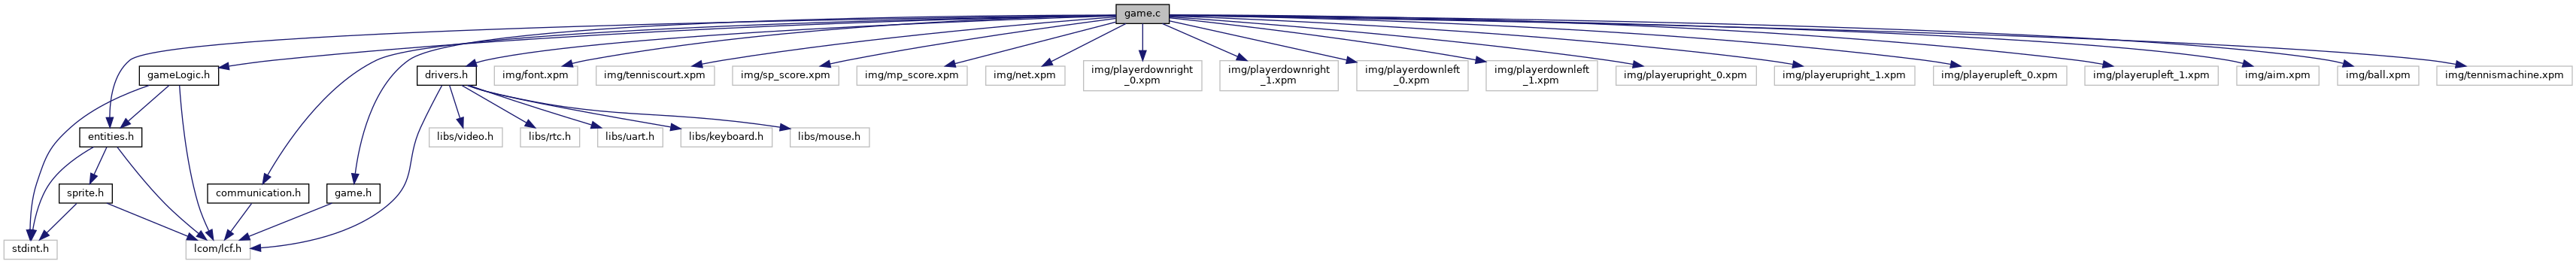 game.c
gameLogic.h
drivers.h
img/font.xpm
img/tenniscourt.xpm
img/sp_score.xpm
img/mp_score.xpm
img/net.xpm
img/playerdownright
_0.xpm
img/playerdownright
_1.xpm
img/playerdownleft
_0.xpm
img/playerdownleft
_1.xpm
img/playerupright_0.xpm
img/playerupright_1.xpm
img/playerupleft_0.xpm
img/playerupleft_1.xpm
img/aim.xpm
img/ball.xpm
img/tennismachine.xpm
entities.h
libs/video.h
libs/rtc.h
libs/uart.h
libs/keyboard.h
libs/mouse.h
sprite.h
communication.h
game.h
stdint.h
lcom/lcf.h